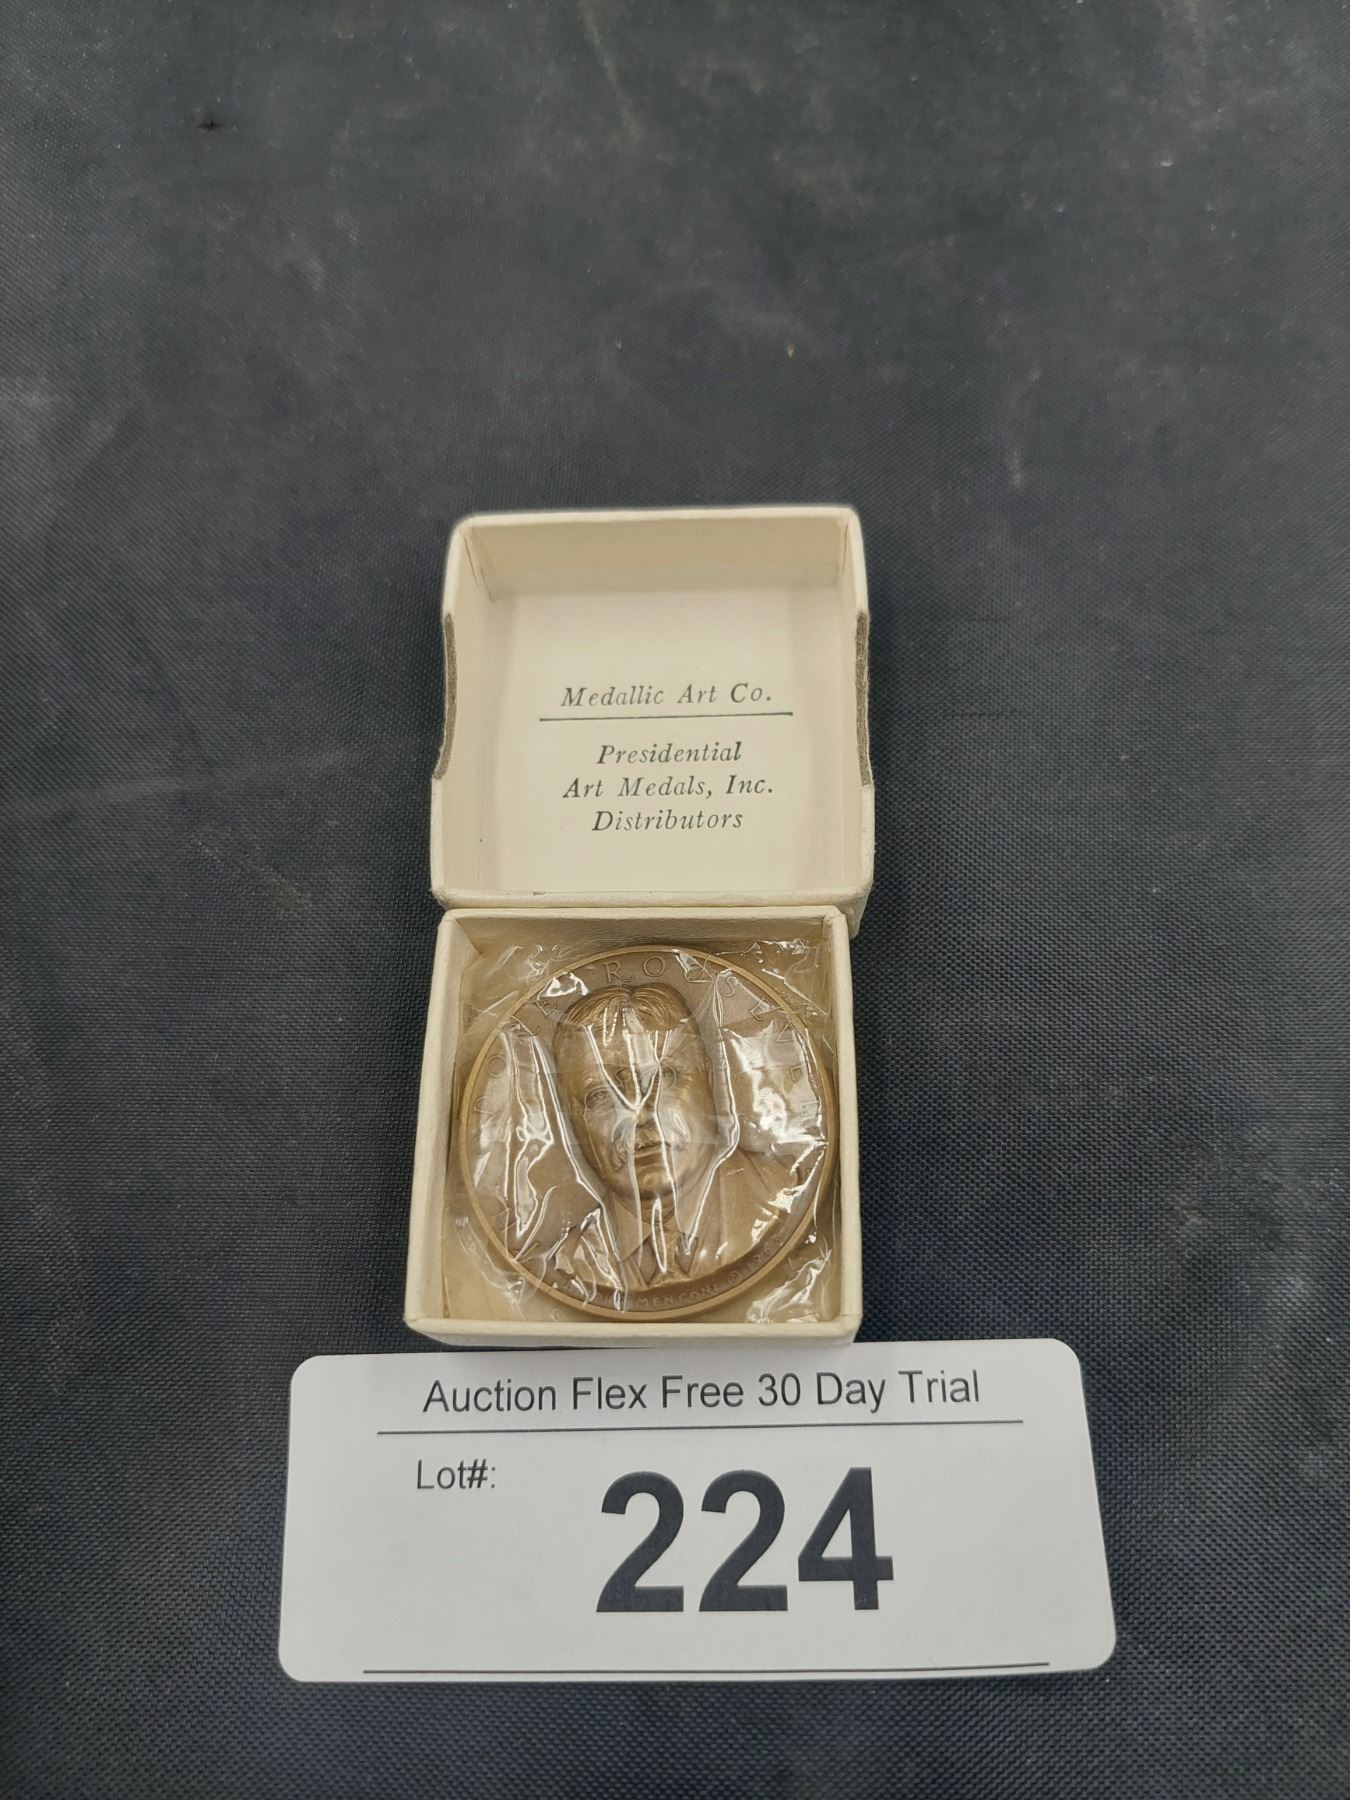 Medallic Art Co.
Presidential
Art Medals, Inc.
Distributors
Auction Flex Free 30 Day Trial
Lot#:
224